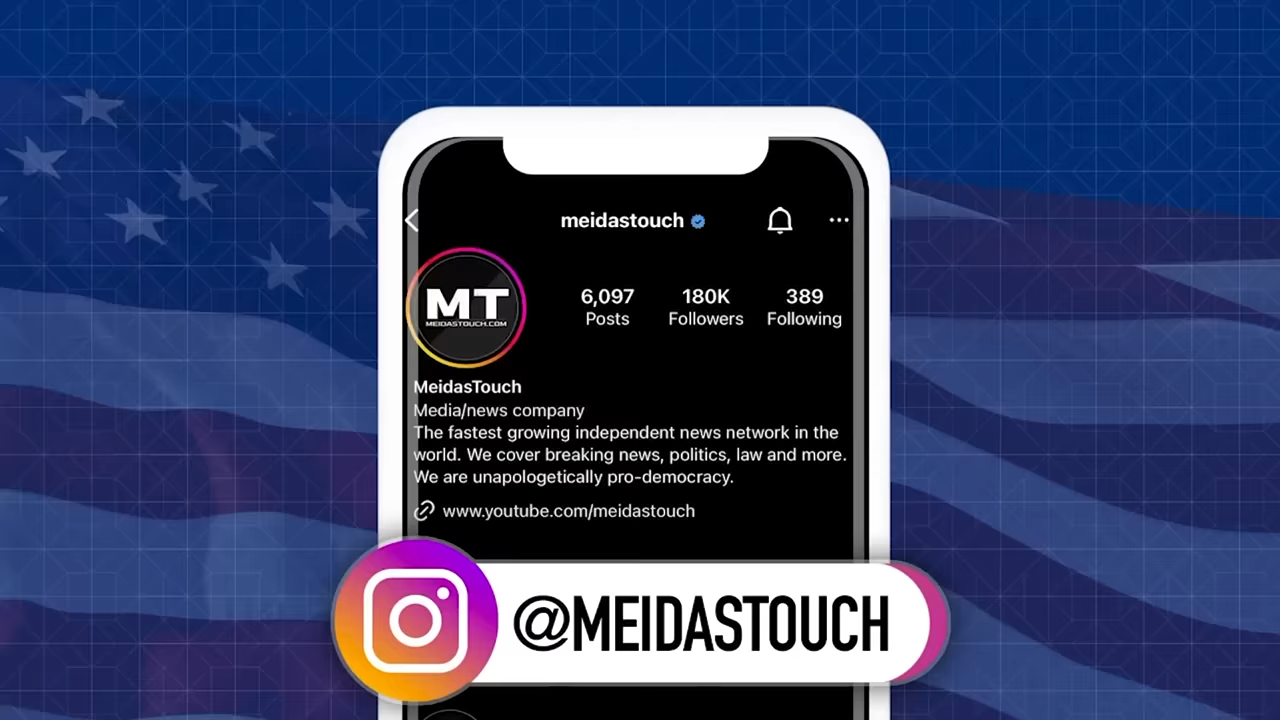 meidastouch
MT
MEIDASTOUCH.COM
6,097 180K 389
Posts Followers Following
MeidasTouch
Media/news company
The fastest growing independent news network in the
world. We cover breaking news, politics, law and more.
We are unapologetically pro-democracy.
www.youtube.com/meidastouch
@MEIDASTOUCH